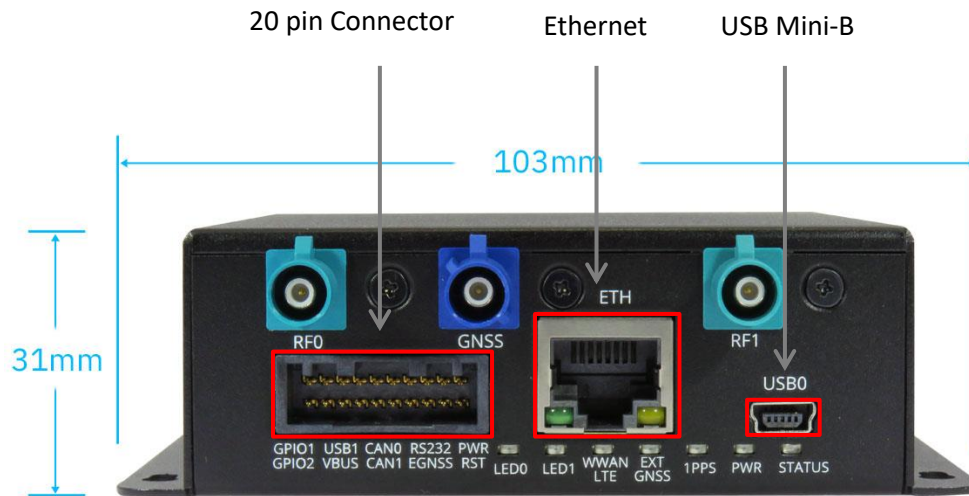 20 pin Connector
Ethernet
USB Mini-B
103mm
31mm
ETH
RF0
GNSS
RF1
USB0
GPIO1 USB1 CAN0 RS232 PWR
GPIO2 VBUS CAN1 EGNSS RST
LED0
LED1
WWAN
LTE
EXT
GNSS
1PPS
PWR
STATUS